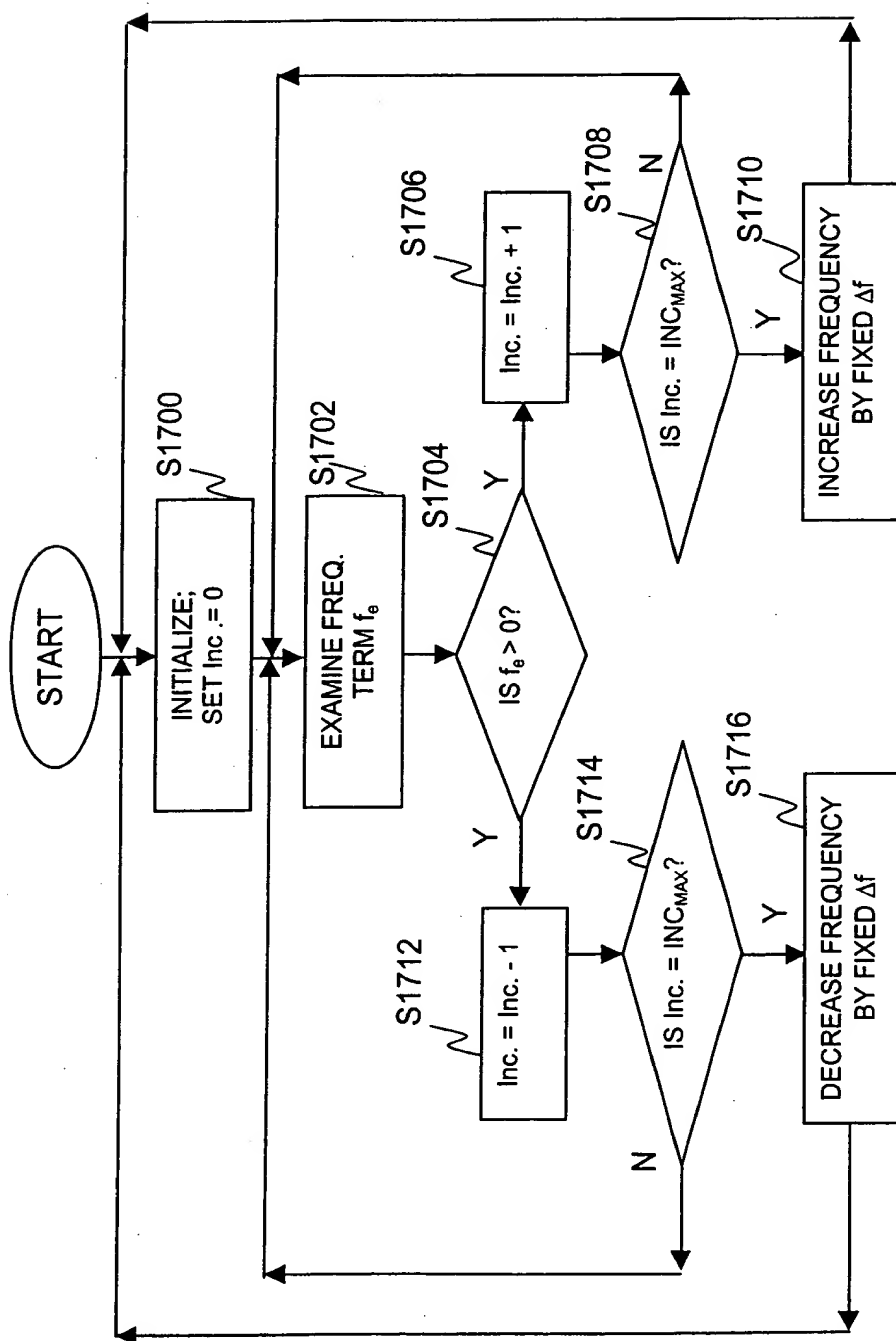 START
S1700
INITIALIZE;
SET Inc .= 0
S1702
EXAMINE FREQ.
TERM fₑ
S1704
IS fₑ > 0?
Y
Y
S1706
Inc. = Inc. + 1
S1712
Inc. = Inc. - 1
S1708
IS Inc. = INC_MAX?
N
Y
S1714
IS Inc. = INC_MAX?
N
Y
S1710
INCREASE FREQUENCY
BY FIXED Δf
S1716
DECREASE FREQUENCY
BY FIXED Δf